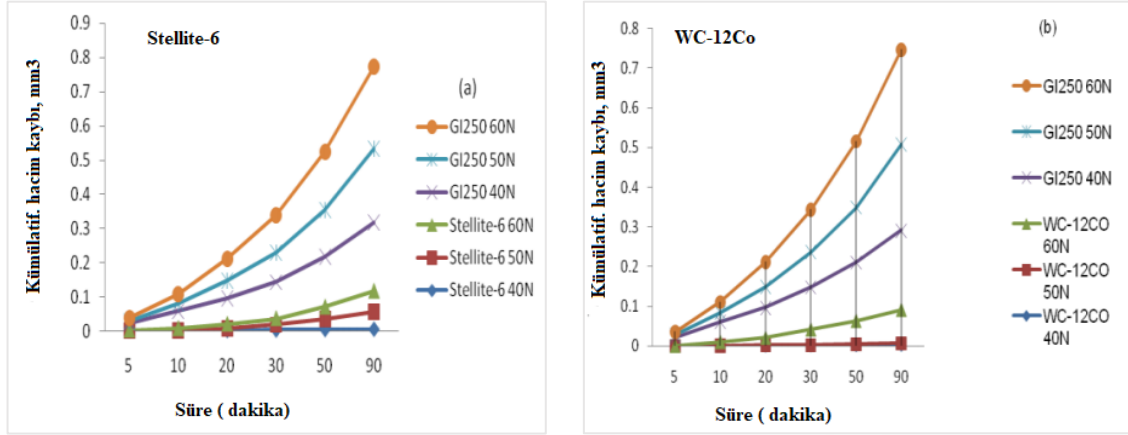 Stellite-6
(a)
Kümülatif. hacim kaybı, mm3
0.9
0.8
0.7
0.6
0.5
0.4
0.3
0.2
0.1
0
5 10 20 30 50 90
Süre ( dakika)
GI250 60N
GI250 50N
GI250 40N
Stellite-6 60N
Stellite-6 50N
Stellite-6 40N
WC-12Co
(b)
Kümülatif. hacim kaybı, mm3
0.8
0.7
0.6
0.5
0.4
0.3
0.2
0.1
0
5 10 20 30 50 90
Süre ( dakika)
GI250 60N
GI250 50N
GI250 40N
WC-12CO
60N
WC-12CO
50N
WC-12CO
40N